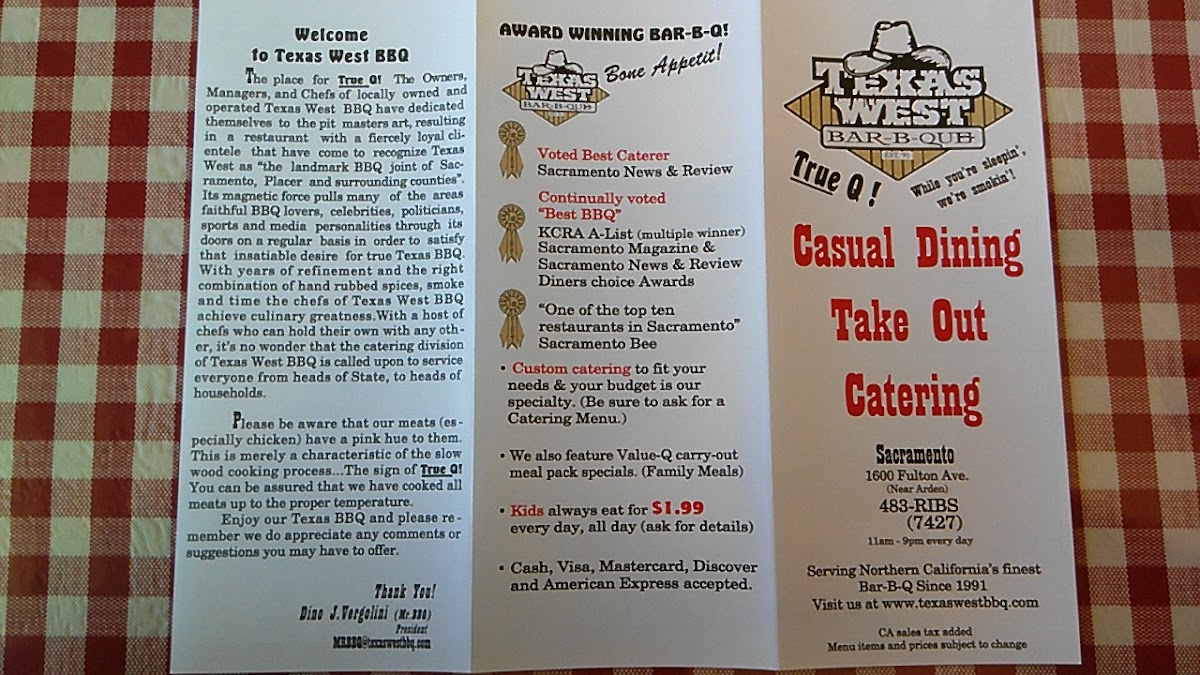 Welcome
to Texas West BBQ
The place for True Q! The Owners,
Managers, and Chefs of locally owned and
operated Texas West BBQ have dedicated
themselves to the pit masters art, resulting
in a restaurant with a fiercely loyal cli-
entele that have come to recognize Texas
West as "the landmark BBQ joint of Sac-
ramento, Placer and surrounding counties".
Its magnetic force pulls many of the areas
faithful BBQ lovers, celebrities, politicians,
sports and media personalities through its
doors on a regular basis in order to satisfy
that insatiable desire for true Texas BBQ.
With years of refinement and the right
combination of hand rubbed spices, smoke
and time the chefs of Texas West BBQ
achieve culinary greatness.With a host of
chefs who can hold their own with any oth-
er, it's no wonder that the catering division
of Texas West BBQ is called upon to service
everyone from heads of State, to heads of
households.
Please be aware that our meats (es-
pecially chicken) have a pink hue to them.
This is merely a characteristic of the slow
wood cooking process...The sign of True Q!
You can be assured that we have cooked all
meats up to the proper temperature.
Enjoy our Texas BBQ and please re-
member we do appreciate any comments or
suggestions you may have to offer.
Thank You!
Dino J.Vergolini (Mr.BBQ)
President
MRBBQ@texaswestbbq.com
AWARD WINNING BAR-B-Q!
TEXAS
WEST
BAR-B-QUE
Bone Appetit!
Voted Best Caterer
Sacramento News & Review
Continually voted
"Best BBQ"
KCRA A-List (multiple winner)
Sacramento Magazine &
Sacramento News & Review
Diners choice Awards
"One of the top ten
restaurants in Sacramento"
Sacramento Bee
• Custom catering to fit your
needs & your budget is our
specialty. (Be sure to ask for a
Catering Menu.)
• We also feature Value-Q carry-out
meal pack specials. (Family Meals)
• Kids always eat for $1.99
every day, all day (ask for details)
• Cash, Visa, Mastercard, Discover
and American Express accepted.
TEXAS
WEST
BAR-B-QUE
EST. '91
True Q!
While you're sleepin',
we're smokin'!
Casual Dining
Take Out
Catering
Sacramento
1600 Fulton Ave.
(Near Arden)
483-RIBS
(7427)
11am - 9pm every day
Serving Northern California's finest
Bar-B-Q Since 1991
Visit us at www.texaswestbbq.com
CA sales tax added
Menu items and prices subject to change